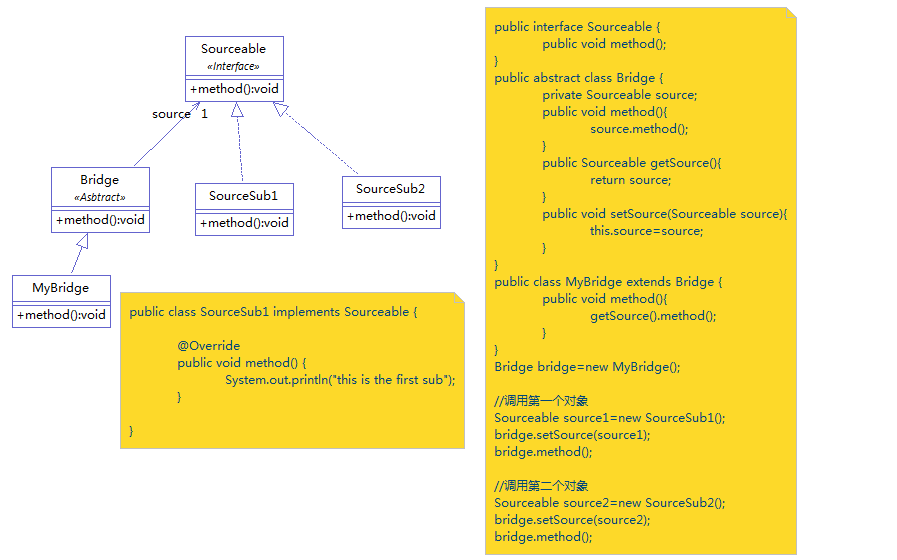 Sourceable
«Interface»
+method():void
source 1
Bridge
«Asbtract»
+method():void
SourceSub1
+method():void
SourceSub2
+method():void
MyBridge
+method():void
public class SourceSub1 implements Sourceable {
@Override
public void method() {
System.out.println("this is the first sub");
}
}
public interface Sourceable {
public void method();
}
public abstract class Bridge {
private Sourceable source;
public void method(){
source.method();
}
public Sourceable getSource(){
return source;
}
public void setSource(Sourceable source){
this.source=source;
}
}
public class MyBridge extends Bridge {
public void method(){
getSource().method();
}
}
Bridge bridge=new MyBridge();
//调用第一个对象
Sourceable source1=new SourceSub1();
bridge.setSource(source1);
bridge.method();
//调用第二个对象
Sourceable source2=new SourceSub2();
bridge.setSource(source2);
bridge.method();